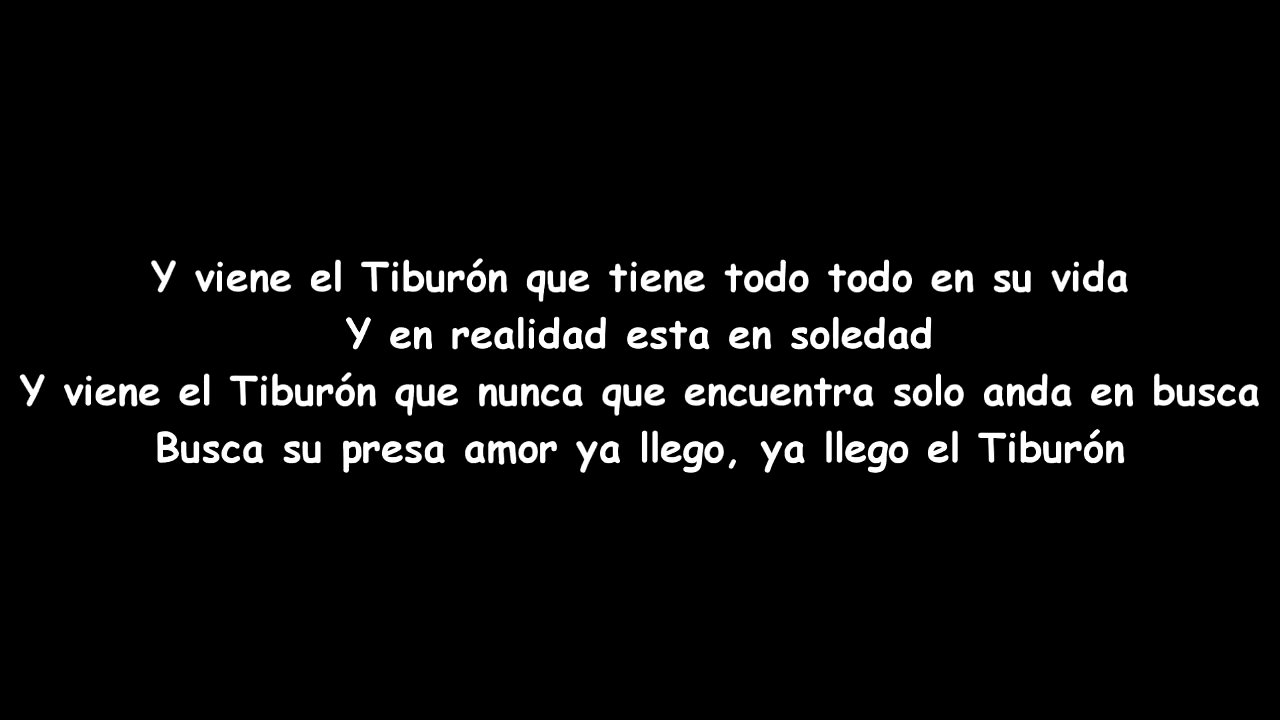 Y viene el Tiburón que tiene todo todo en su vida
Y en realidad esta en soledad
Y viene el Tiburón que nunca que encuentra solo anda en busca
Busca su presa amor ya llego, ya llego el Tiburón